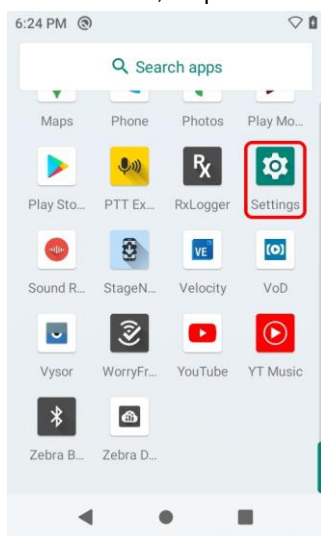 6:24 PM
Search apps
Maps Phone Photos Play Mo...
Play Sto... PTT Ex... RxLogger Settings
Sound R... StageN... Velocity VoD
Vysor WorryFr... YouTube YT Music
Zebra B... Zebra D...